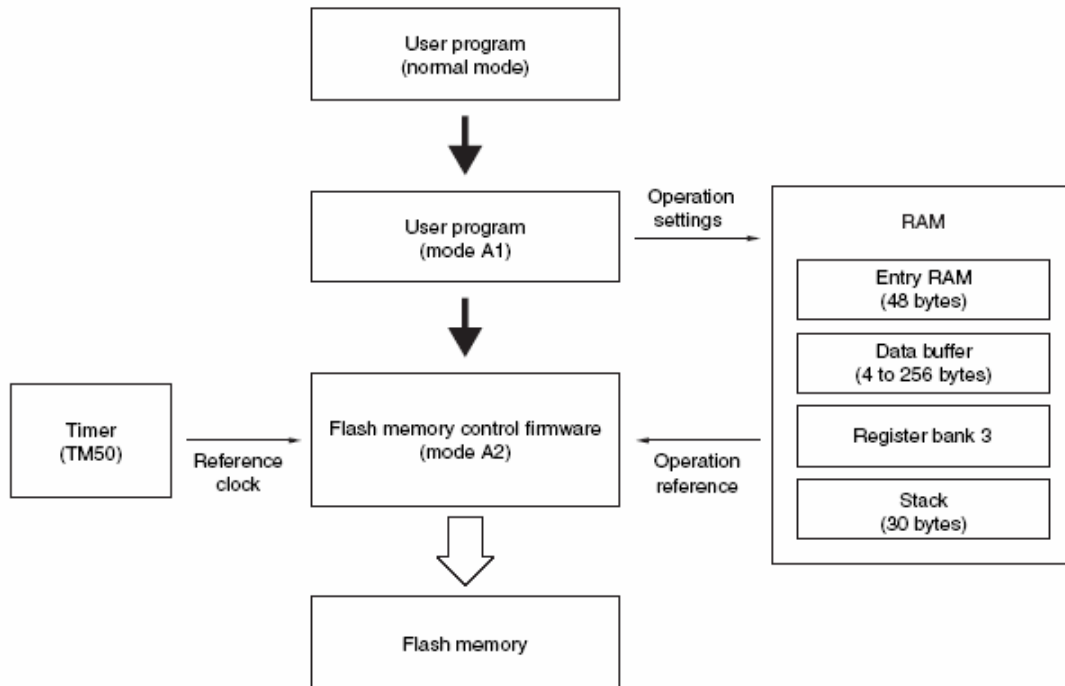 User program
(normal mode)
User program
(mode A1)
Operation
settings
RAM
Entry RAM
(48 bytes)
Data buffer
(4 to 256 bytes)
Register bank 3
Stack
(30 bytes)
Timer
(TM50)
Reference
clock
Flash memory control firmware
(mode A2)
Operation
reference
Flash memory